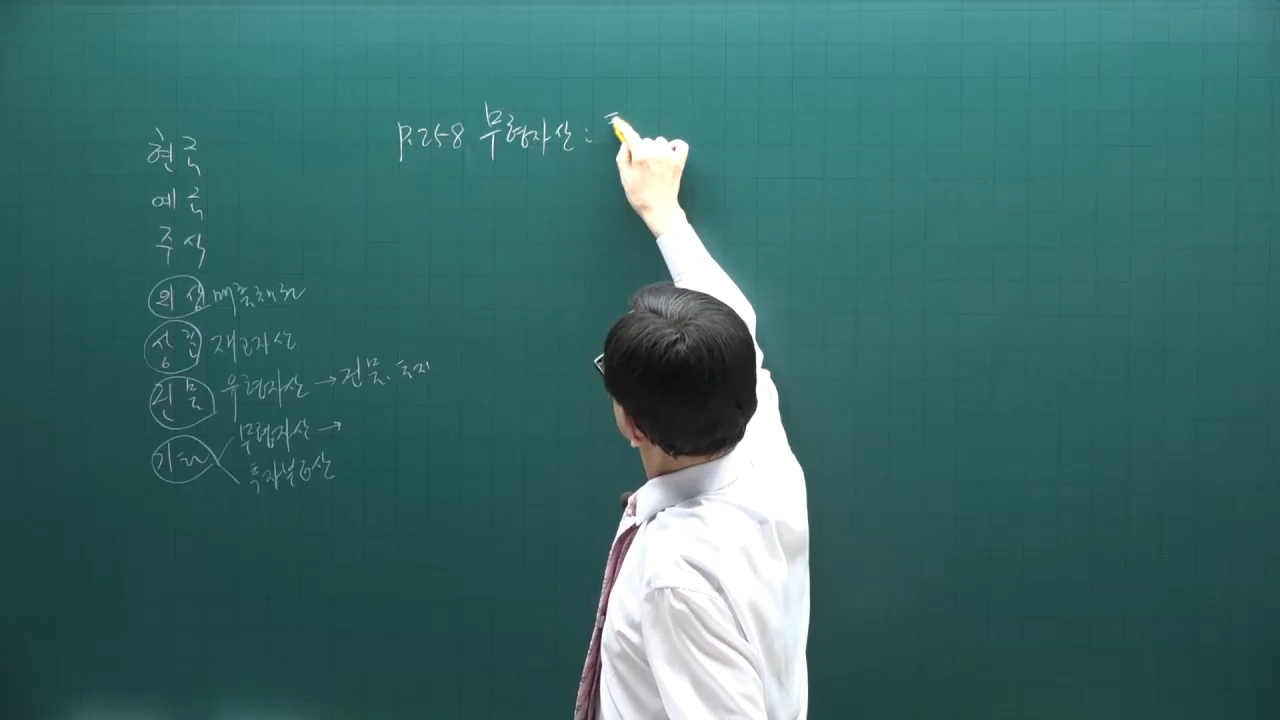 현금
예금
주식
외상 매출채권
상품 재고자산
건물 유형자산 → 건물, 토지
기타 무형자산 →
투자부동산
p.258 무형자산 :